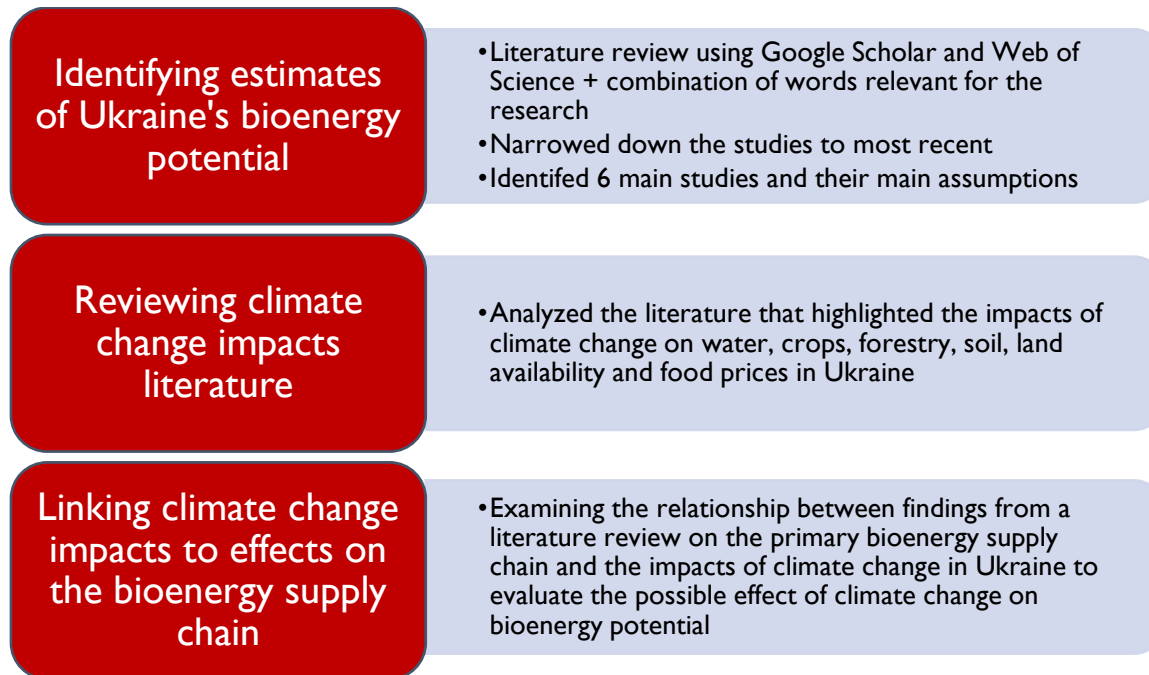 Identifying estimates
of Ukraine's bioenergy
potential
•Literature review using Google Scholar and Web of
Science + combination of words relevant for the
research
•Narrowed down the studies to most recent
•Identifed 6 main studies and their main assumptions
Reviewing climate
change impacts
literature
•Analyzed the literature that highlighted the impacts of
climate change on water, crops, forestry, soil, land
availability and food prices in Ukraine
Linking climate change
impacts to effects on
the bioenergy supply
chain
•Examining the relationship between findings from a
literature review on the primary bioenergy supply
chain and the impacts of climate change in Ukraine to
evaluate the possible effect of climate change on
bioenergy potential